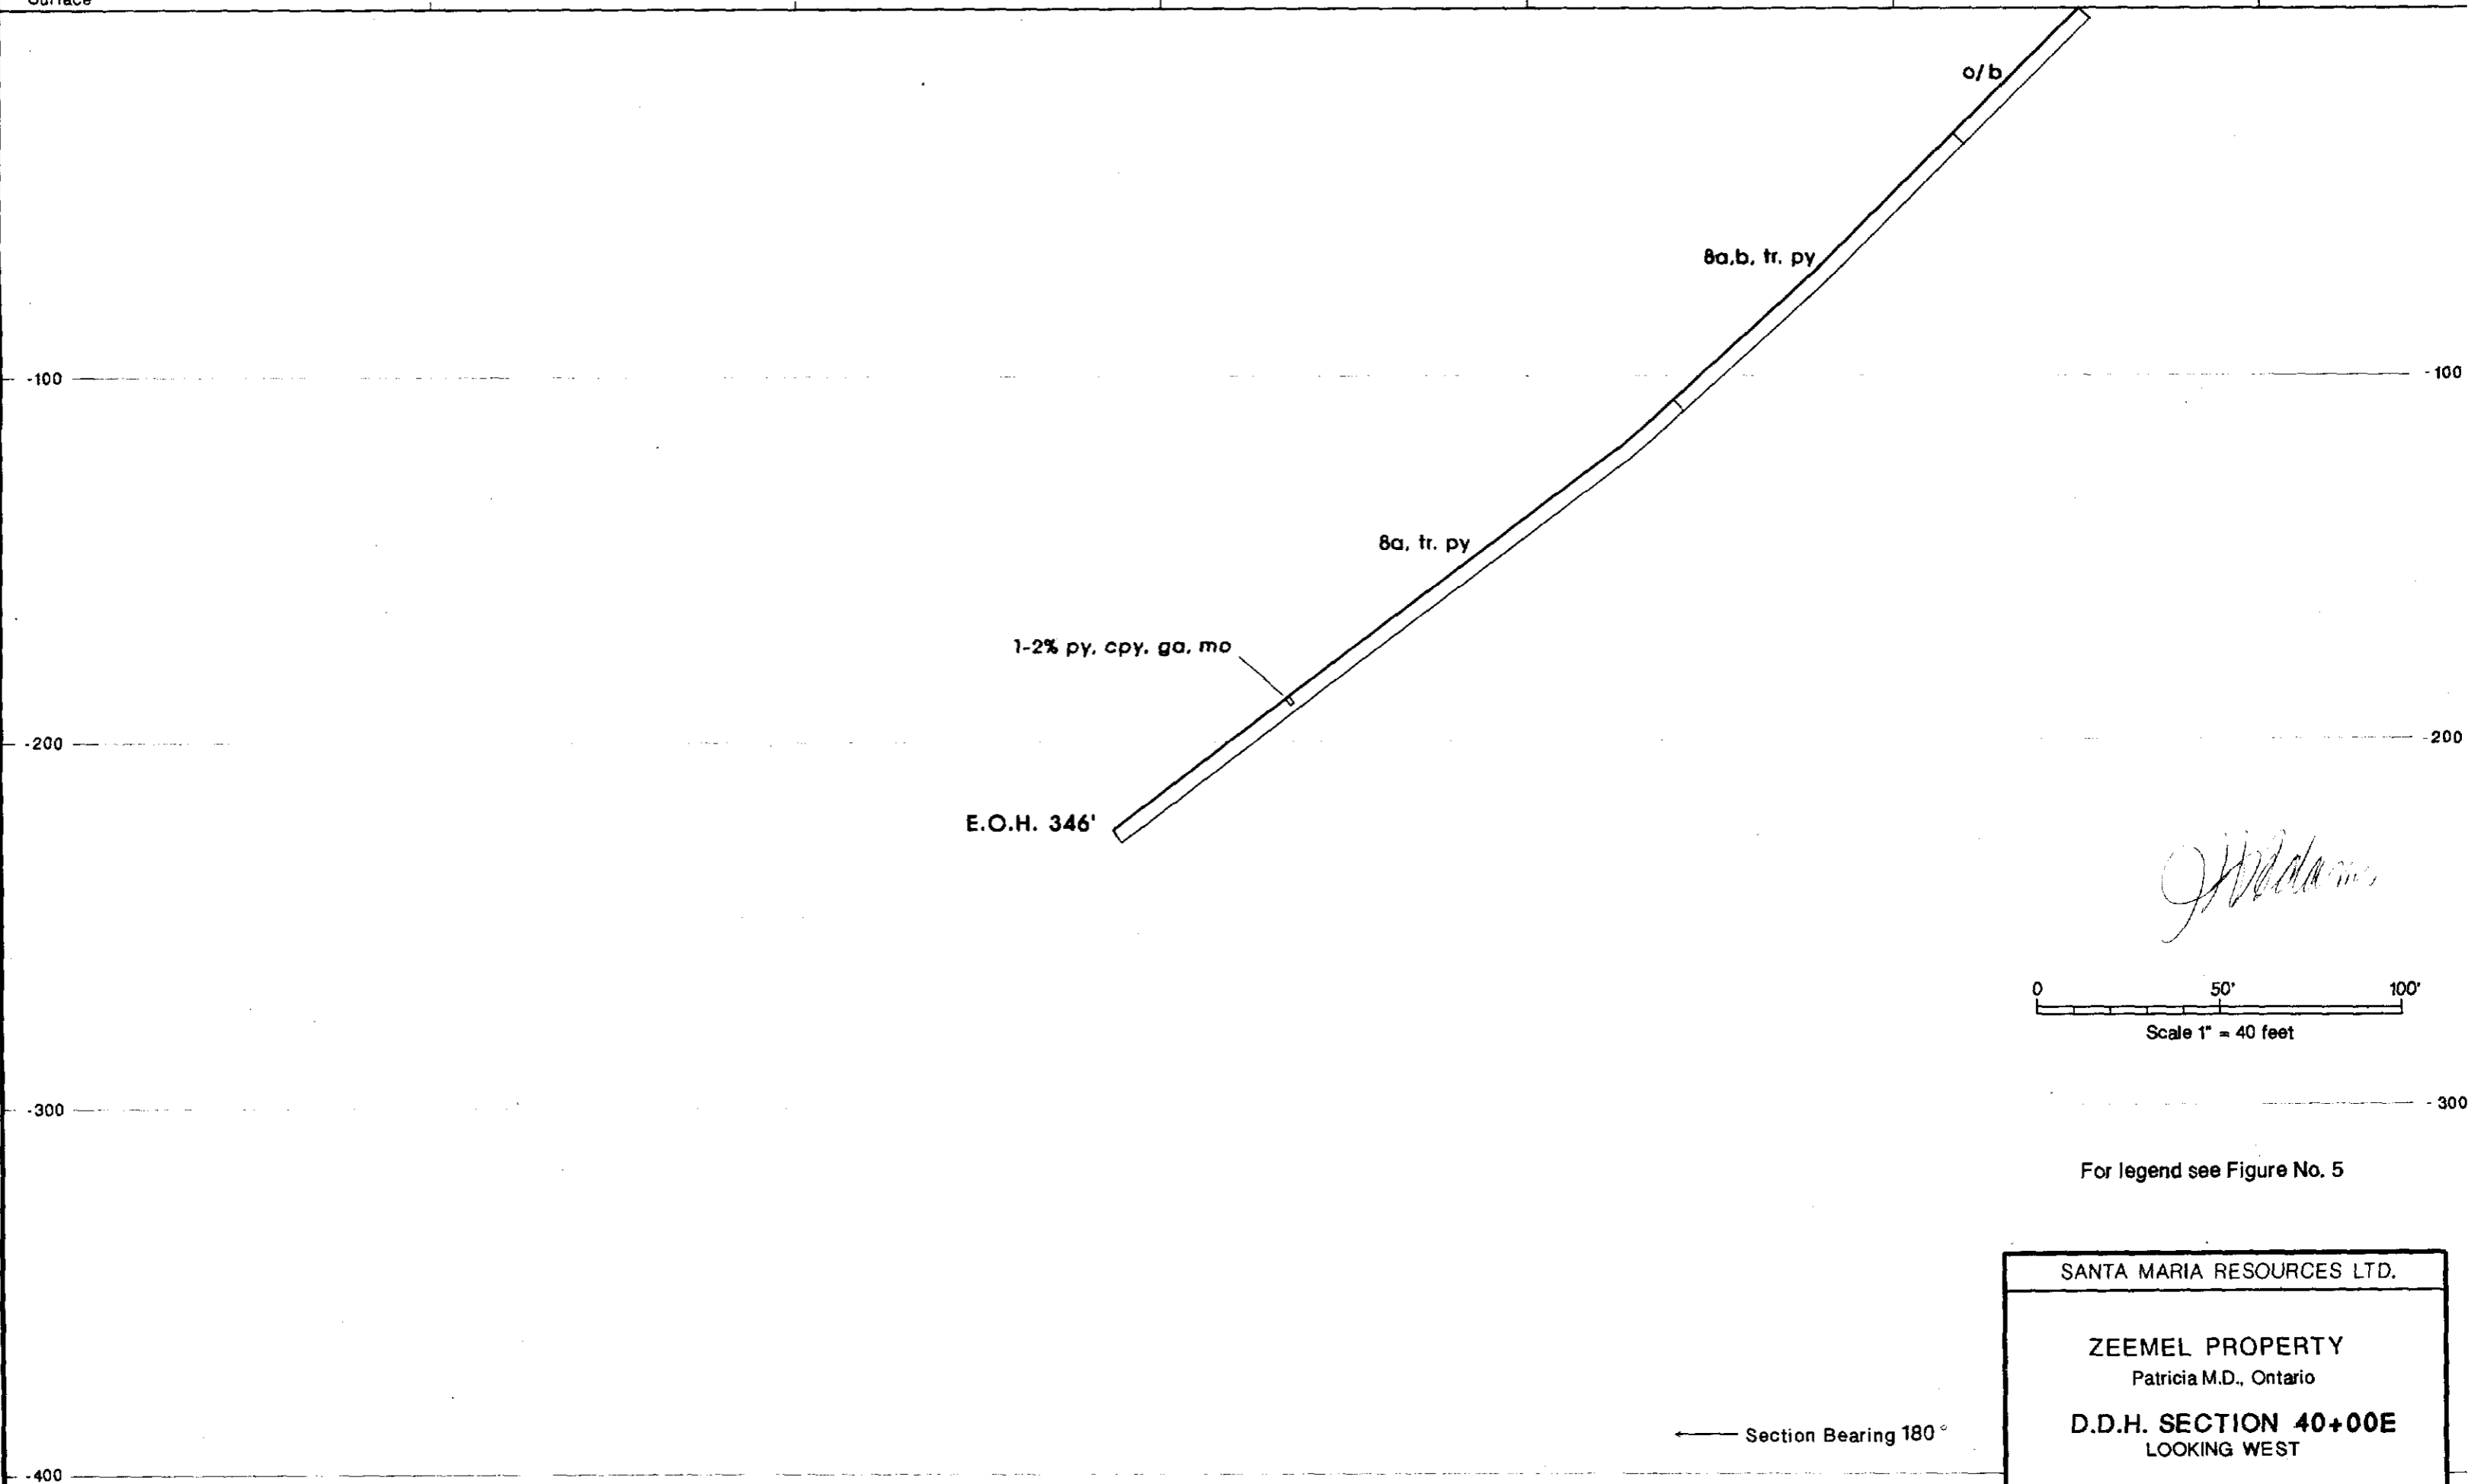 Surface
o/b
8a,b, tr. py
-100
-100
8a, tr. py
1-2% py, cpy, ga, mo
-200
-200
E.O.H. 346'
0 50' 100'
Scale 1" = 40 feet
-300
-300
For legend see Figure No. 5
SANTA MARIA RESOURCES LTD.
ZEEMEL PROPERTY
Patricia M.D., Ontario
D.D.H. SECTION 40+00E
LOOKING WEST
Section Bearing 180°
-400